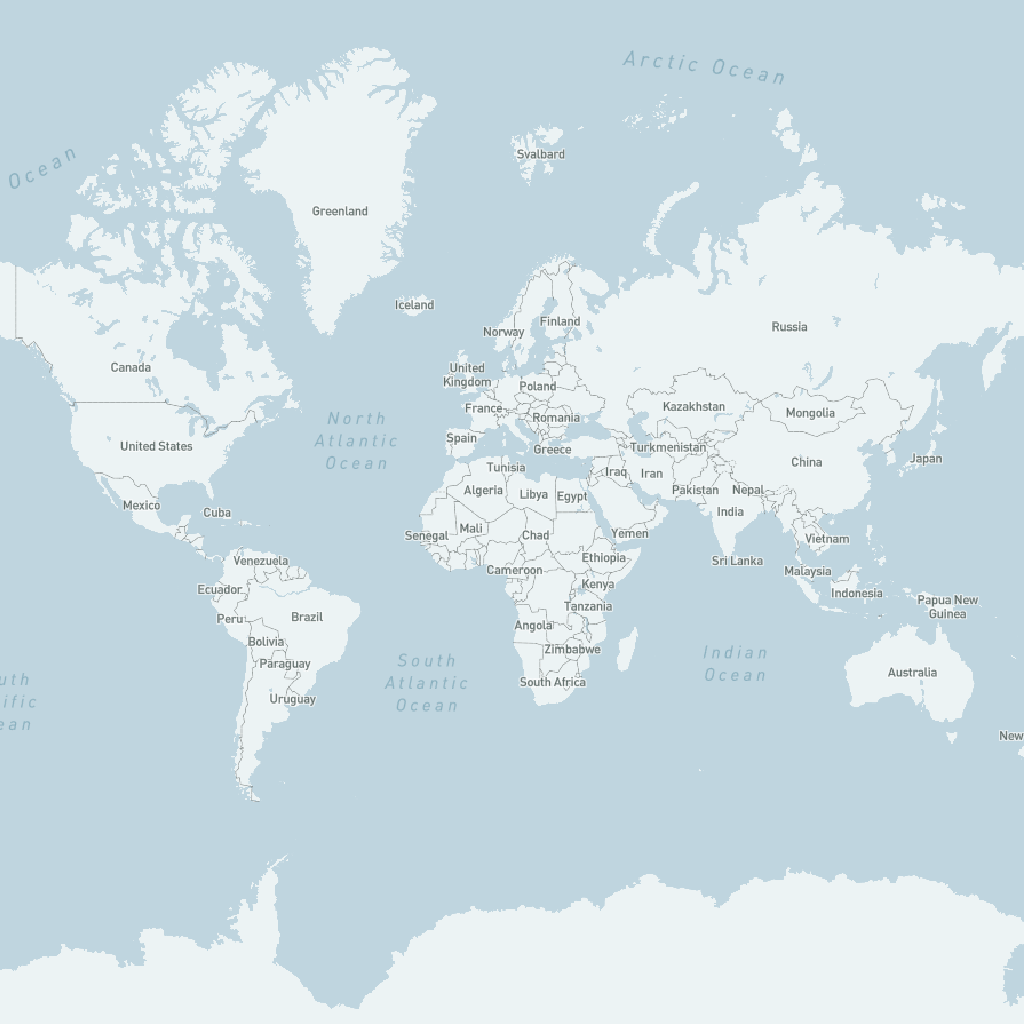 Arctic Ocean
Ocean
Svalbard
Greenland
Iceland
Norway
Finland
Russia
United
Kingdom
Canada
Poland
France
Romania
Kazakhstan
Mongolia
North
Atlantic
Ocean
United States
Spain
Greece
Turkmenistan
China
Japan
Tunisia
Iraq
Iran
Mexico
Algeria
Libya
Egypt
Pakistan
Nepal
Cuba
India
Senegal
Mali
Chad
Yemen
Vietnam
Venezuela
Cameroon
Ethiopia
Sri Lanka
Malaysia
Ecuador
Kenya
Indonesia
Peru
Brazil
Tanzania
Papua New
Guinea
Bolivia
Angola
Zimbabwe
Paraguay
South
Atlantic
Ocean
Indian
Ocean
Australia
uth
ific
ean
Uruguay
South Africa
New